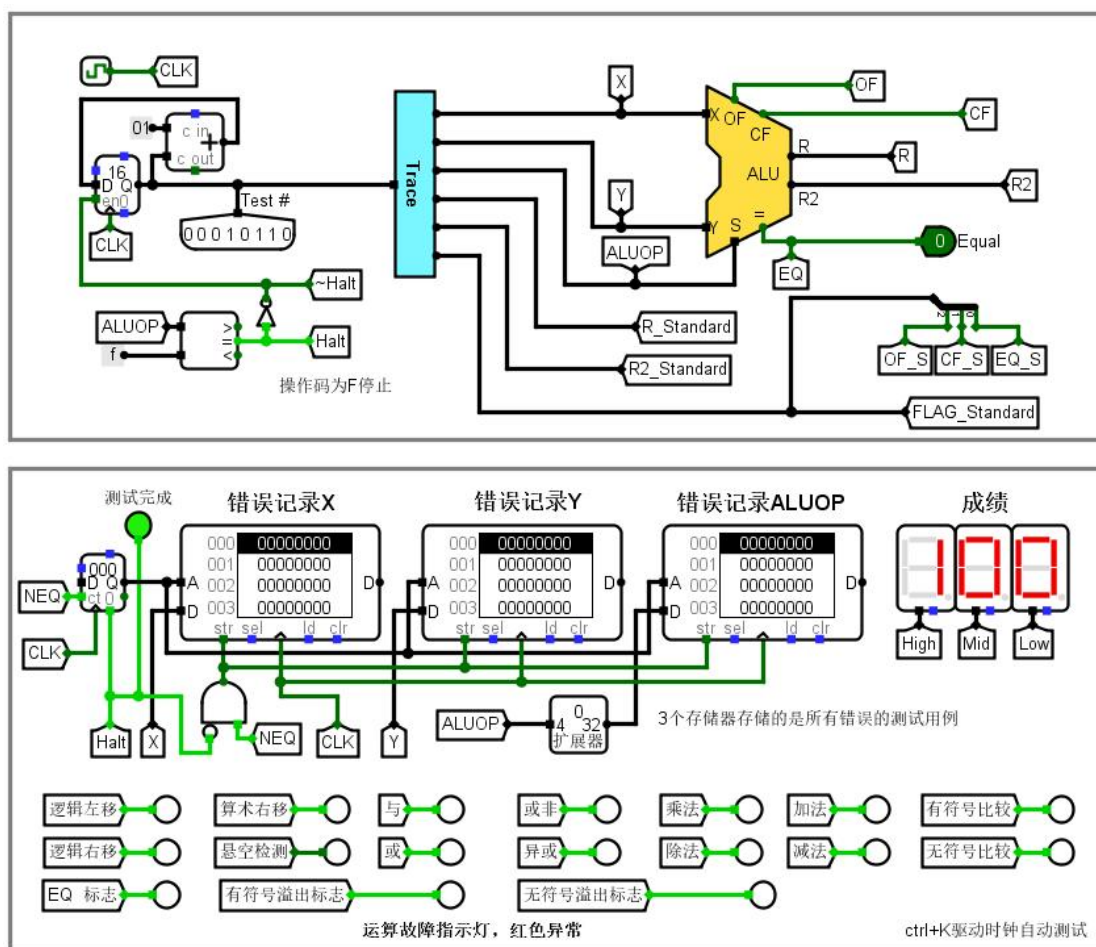 CLK
X
OF
CF
01
c in
c out
X
OF
CF
16
D Q
en0
Trace
R
ALU
R2
R
R2
Test #
00010110
CLK
Y
Y
S
=
ALUOP
0
Equal
EQ
~Halt
ALUOP
>
=
<
f
Halt
R_Standard
2
1
0
OF_S
CF_S
EQ_S
操作码为F停止
R2_Standard
FLAG_Standard
测试完成
错误记录X
错误记录Y
错误记录ALUOP
成绩
000
D Q
ct 0
NEQ
CLK
A
D
000 00000000
001 00000000
002 00000000
003 00000000
D
str sel ld clr
A
D
00000000
00000000
00000000
00000000
D
str sel ld clr
A
D
000 00000000
001 00000000
002 00000000
003 00000000
D
str sel ld clr
100
High
Mid
Low
Halt
X
NEQ
CLK
Y
ALUOP
0
4 32
扩展器
3个存储器存储的是所有错误的测试用例
逻辑左移
算术右移
与
或非
乘法
加法
有符号比较
逻辑右移
悬空检测
或
异或
除法
减法
无符号比较
EQ 标志
有符号溢出标志
无符号溢出标志
运算故障指示灯，红色异常
ctrl+K驱动时钟自动测试